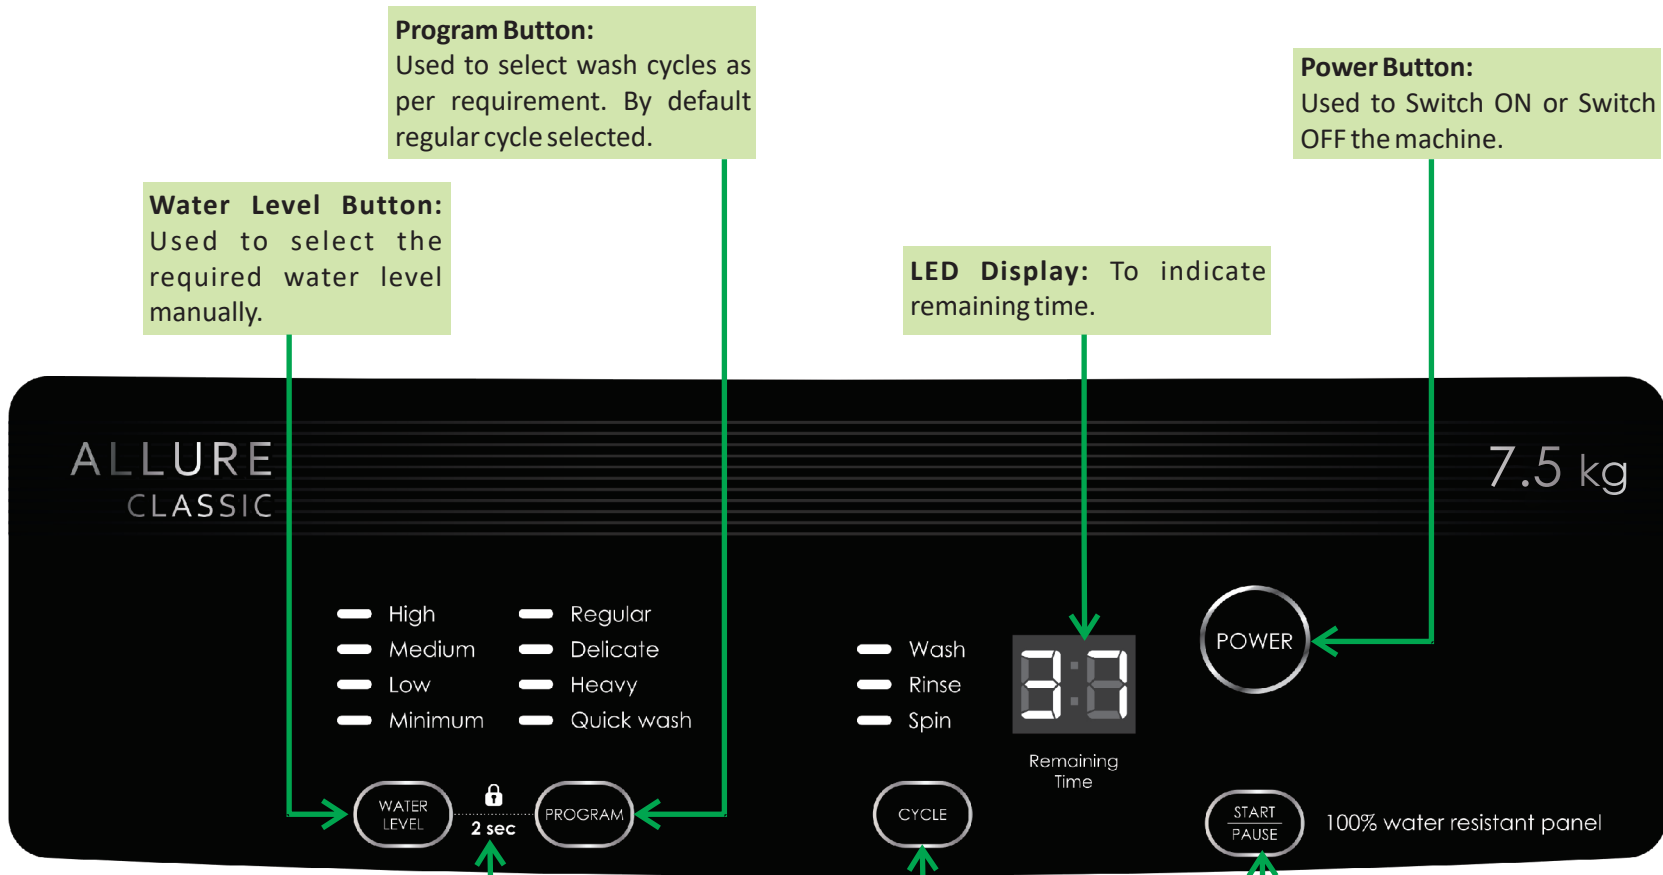 Program Button:
Used to select wash cycles as
per requirement. By default
regular cycle selected.
Power Button:
Used to Switch ON or Switch
OFF the machine.
Water Level Button:
Used to select the
required water level
manually.
LED Display: To indicate
remaining time.
ALLURE
CLASSIC
7.5 kg
High
Medium
Low
Minimum
Regular
Delicate
Heavy
Quick wash
Wash
Rinse
Spin
37
Remaining
Time
POWER
WATER
LEVEL
2 sec
PROGRAM
CYCLE
START
PAUSE
100% water resistant panel